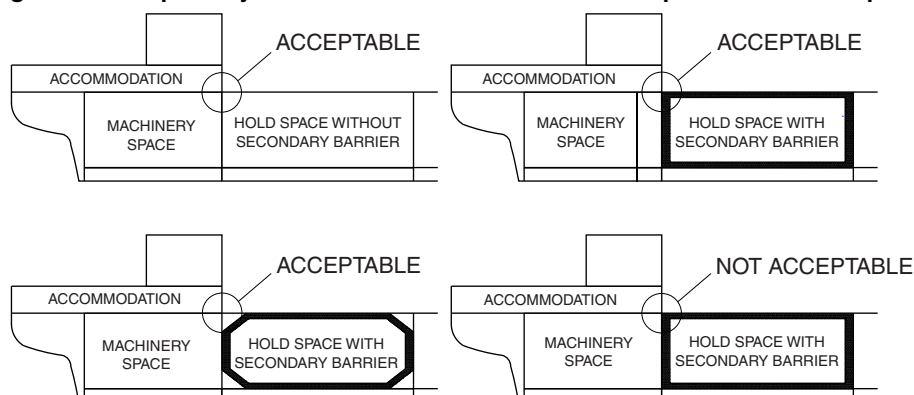 ACCEPTABLE
ACCOMMODATION
MACHINERY
SPACE
HOLD SPACE WITHOUT
SECONDARY BARRIER
ACCEPTABLE
ACCOMMODATION
MACHINERY
SPACE
HOLD SPACE WITH
SECONDARY BARRIER
ACCEPTABLE
ACCOMMODATION
MACHINERY
SPACE
HOLD SPACE WITH
SECONDARY BARRIER
NOT ACCEPTABLE
ACCOMMODATION
MACHINERY
SPACE
HOLD SPACE WITH
SECONDARY BARRIER